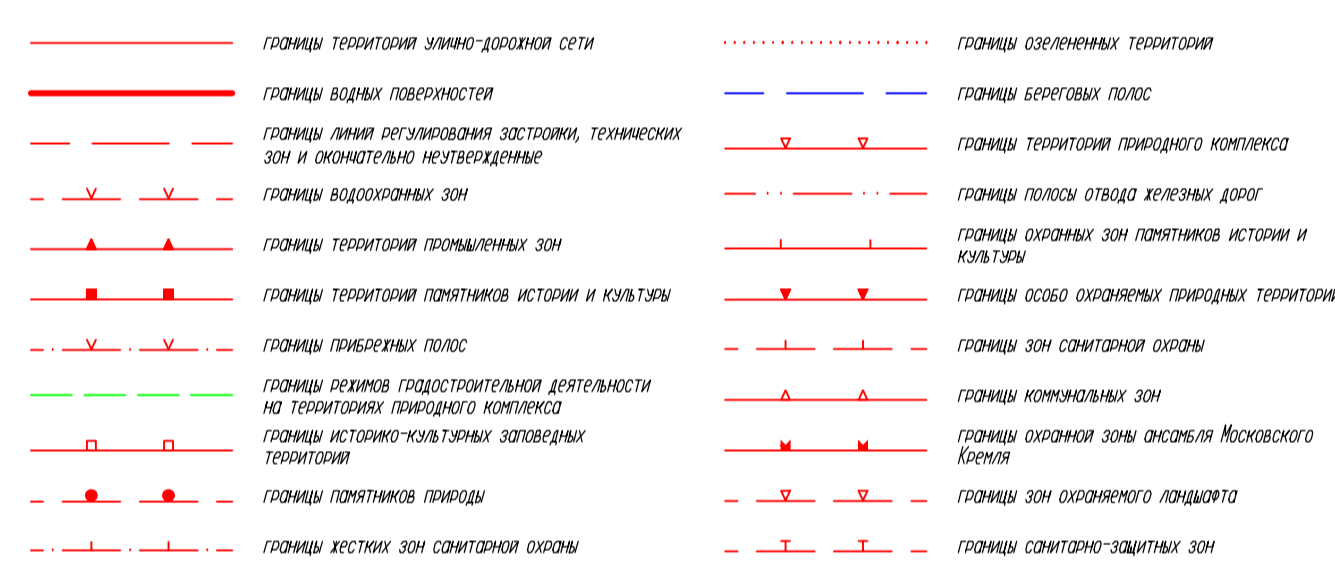 границы территорий улично-дорожной сети
границы водных поверхностей
границы линий регулирования застройки, технических
зон и окончательно неутвержденные
границы водоохранных зон
границы территорий промышленных зон
границы территорий памятников истории и культуры
границы прибрежных полос
границы режимов градостроительной деятельности
на территориях природного комплекса
границы историко-культурных заповедных
территорий
границы памятников природы
границы жестких зон санитарной охраны
границы озелененных территорий
границы береговых полос
границы территорий природного комплекса
границы полосы отвода железных дорог
границы охранных зон памятников истории и
культуры
границы особо охраняемых природных территорий
границы зон санитарной охраны
границы коммунальных зон
границы охранной зоны ансамбля Московского
Кремля
границы зон охраняемого ландшафта
границы санитарно-защитных зон